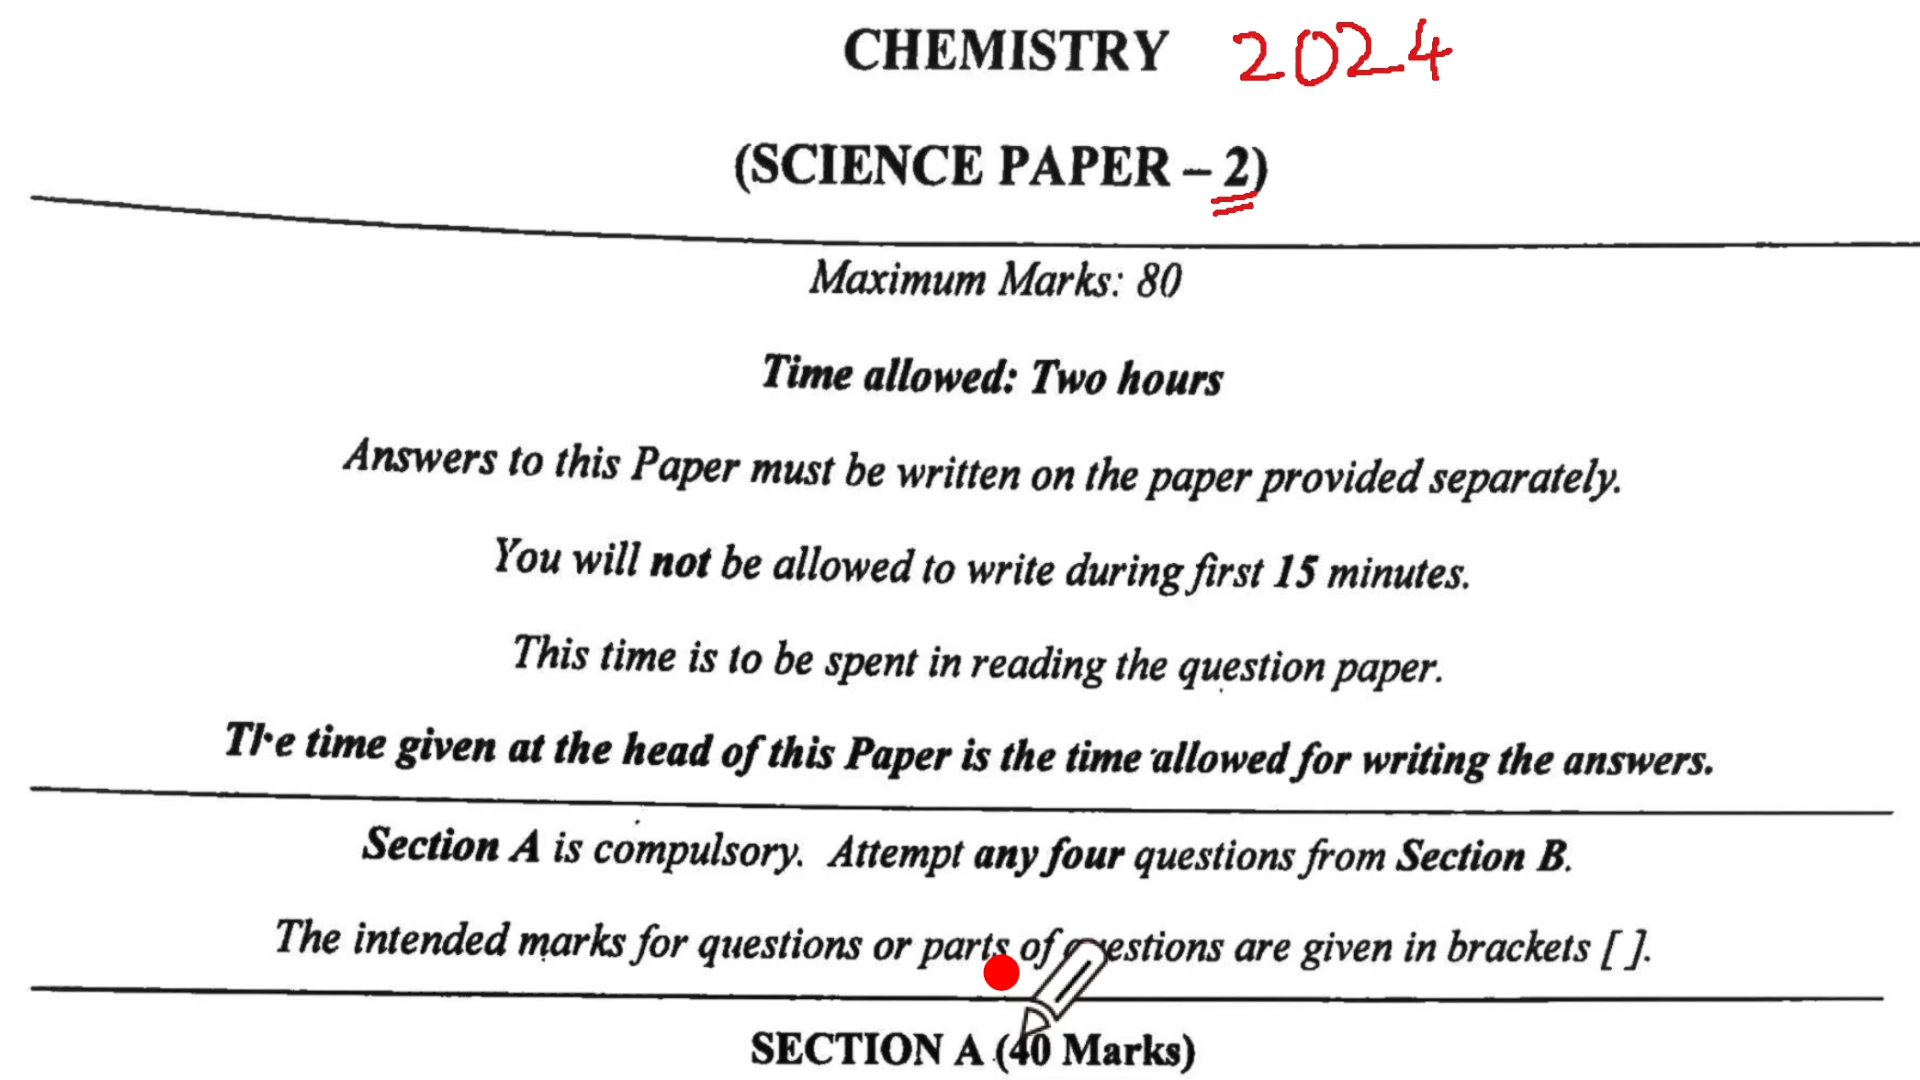 CHEMISTRY 2024
(SCIENCE PAPER – 2)
Maximum Marks: 80
Time allowed: Two hours
Answers to this Paper must be written on the paper provided separately.
You will not be allowed to write during first 15 minutes.
This time is to be spent in reading the question paper.
The time given at the head of this Paper is the time allowed for writing the answers.
Section A is compulsory. Attempt any four questions from Section B.
The intended marks for questions or parts of questions are given in brackets [ ].
SECTION A (40 Marks)